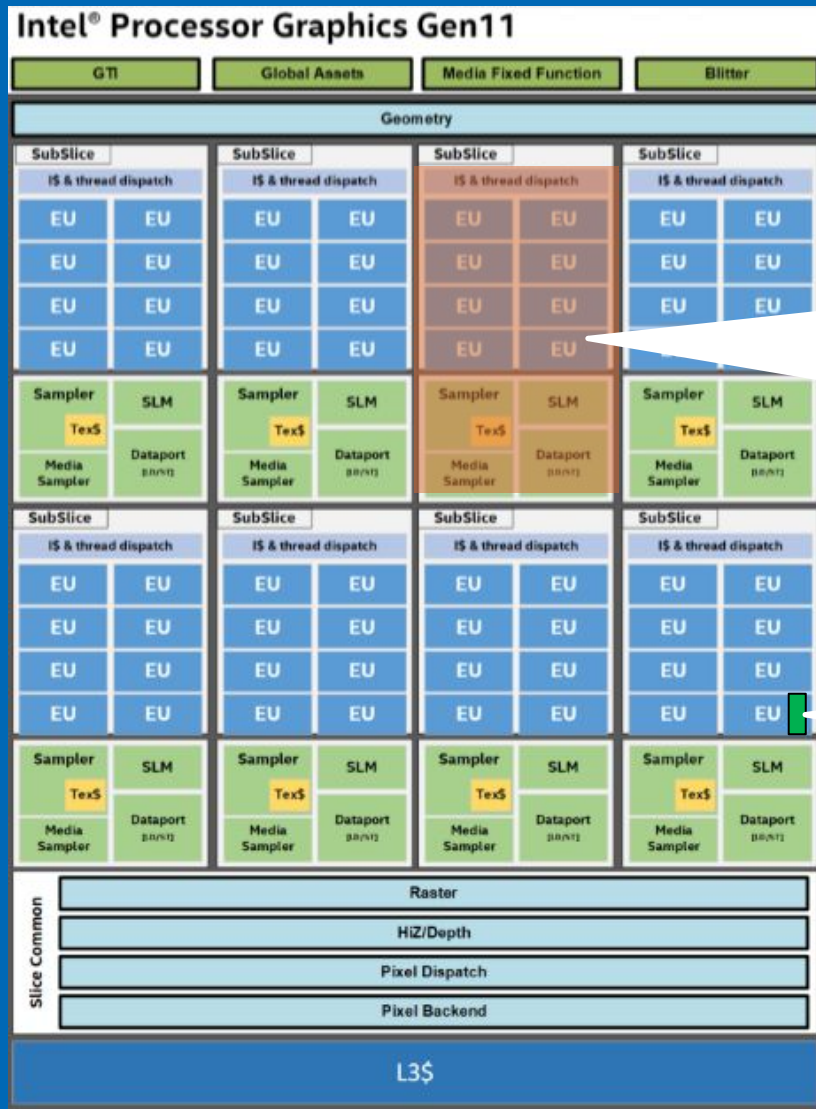 Intel® Processor Graphics Gen11
GTI Global Assets Media Fixed Function Blitter
Geometry
SubSlice SubSlice SubSlice SubSlice
I$ & thread dispatch I$ & thread dispatch I$ & thread dispatch I$ & thread dispatch
EU EU EU EU EU EU EU EU
EU EU EU EU EU EU EU EU
EU EU EU EU EU EU EU EU
EU EU EU EU EU EU
Sampler SLM Sampler SLM Sampler SLM Sampler SLM
Tex$ Tex$ Tex$ Tex$
Dataport Dataport Dataport Dataport
Media Sampler Media Sampler Media Sampler Media Sampler
SubSlice SubSlice SubSlice SubSlice
I$ & thread dispatch I$ & thread dispatch I$ & thread dispatch I$ & thread dispatch
EU EU EU EU EU EU EU EU
EU EU EU EU EU EU EU EU
EU EU EU EU EU EU EU EU
EU EU EU EU EU EU EU EU
Sampler SLM Sampler SLM Sampler SLM Sampler SLM
Tex$ Tex$ Tex$ Tex$
Dataport Dataport Dataport Dataport
Media Sampler Media Sampler Media Sampler Media Sampler
Slice Common
Raster
HiZ/Depth
Pixel Dispatch
Pixel Backend
L3$